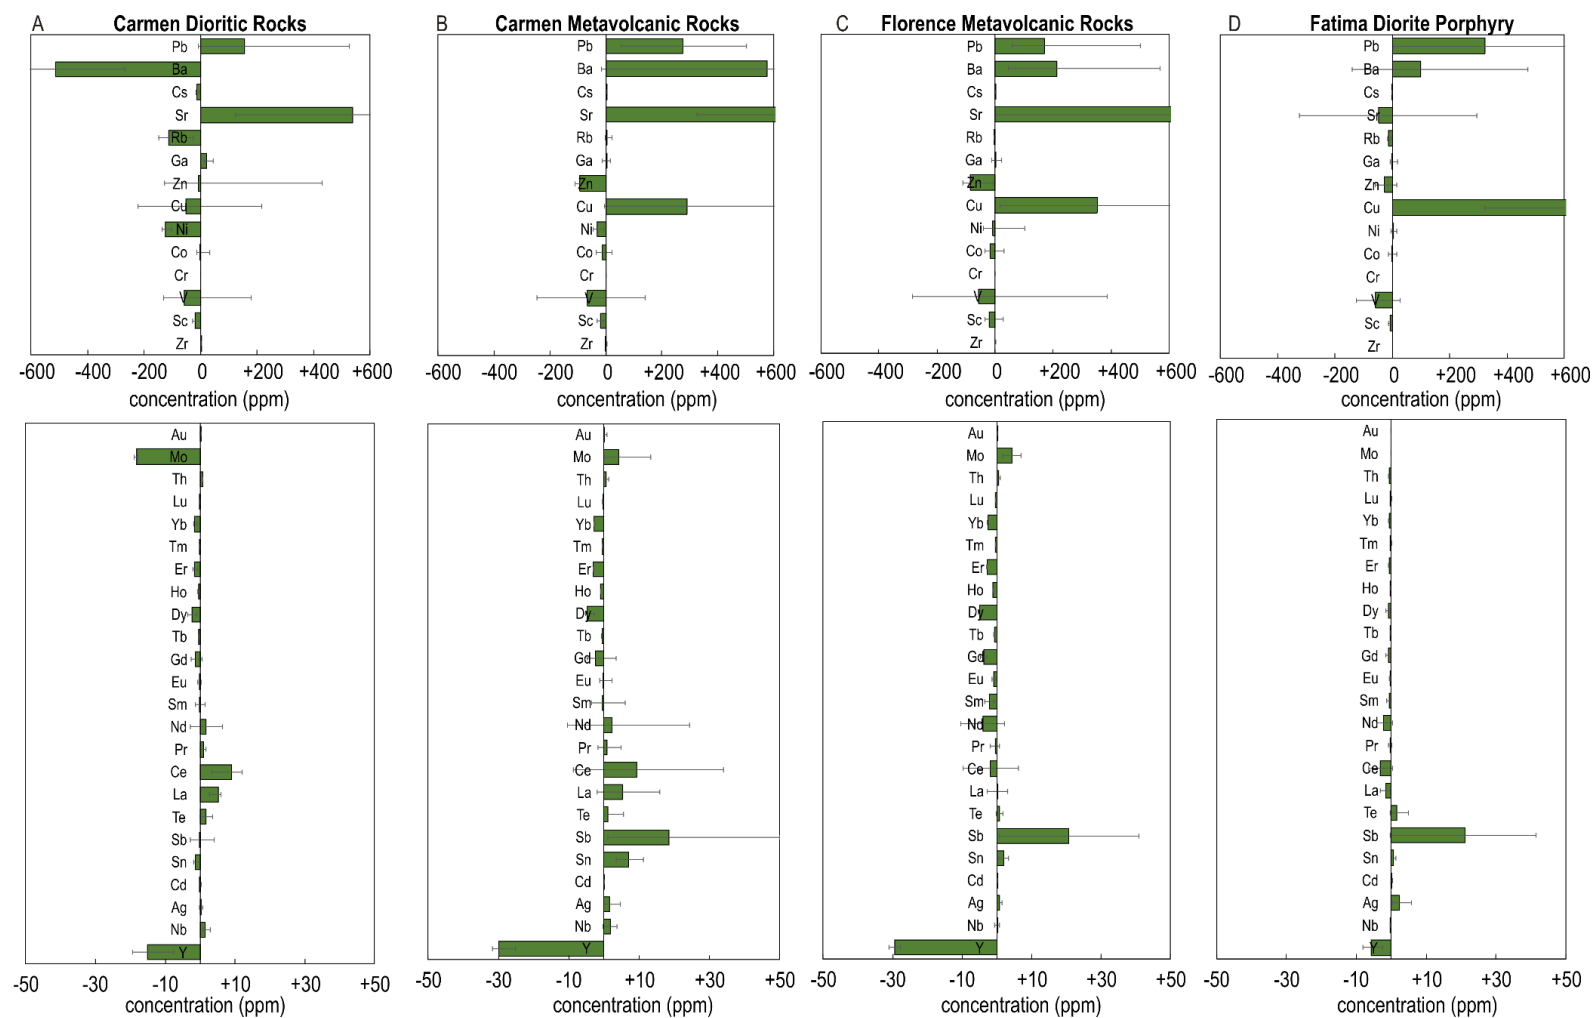 A Carmen Dioritic Rocks
Pb
Ba
Cs
Sr
Rb
Ga
Zn
Cu
Ni
Co
Cr
V
Sc
Zr
-600 -400 -200 0 +200 +400 +600
concentration (ppm)
B Carmen Metavolcanic Rocks
Pb
Ba
Cs
Sr
Rb
Ga
Zn
Cu
Ni
Co
Cr
V
Sc
Zr
-600 -400 -200 0 +200 +400 +600
concentration (ppm)
C Florence Metavolcanic Rocks
Pb
Ba
Cs
Sr
Rb
Ga
Zn
Cu
Ni
Co
Cr
V
Sc
Zr
-600 -400 -200 0 +200 +400 +600
concentration (ppm)
D Fatima Diorite Porphyry
Pb
Ba
Cs
Sr
Rb
Ga
Zn
Cu
Ni
Co
Cr
V
Sc
Zr
-600 -400 -200 0 +200 +400 +600
concentration (ppm)
Au
Mo
Th
Lu
Yb
Tm
Er
Ho
Dy
Tb
Gd
Eu
Sm
Nd
Pr
Ce
La
Te
Sb
Sn
Cd
Ag
Nb
Y
-50 -30 -10 +10 +30 +50
concentration (ppm)
Au
Mo
Th
Lu
Yb
Tm
Er
Ho
Dy
Tb
Gd
Eu
Sm
Nd
Pr
Ce
La
Te
Sb
Sn
Cd
Ag
Nb
Y
-50 -30 -10 +10 +30 +50
concentration (ppm)
Au
Mo
Th
Lu
Yb
Tm
Er
Ho
Dy
Tb
Gd
Eu
Sm
Nd
Pr
Ce
La
Te
Sb
Sn
Cd
Ag
Nb
Y
-50 -30 -10 +10 +30 +50
concentration (ppm)
Au
Mo
Th
Lu
Yb
Tm
Er
Ho
Dy
Tb
Gd
Eu
Sm
Nd
Pr
Ce
La
Te
Sb
Sn
Cd
Ag
Nb
Y
-50 -30 -10 +10 +30 +50
concentration (ppm)